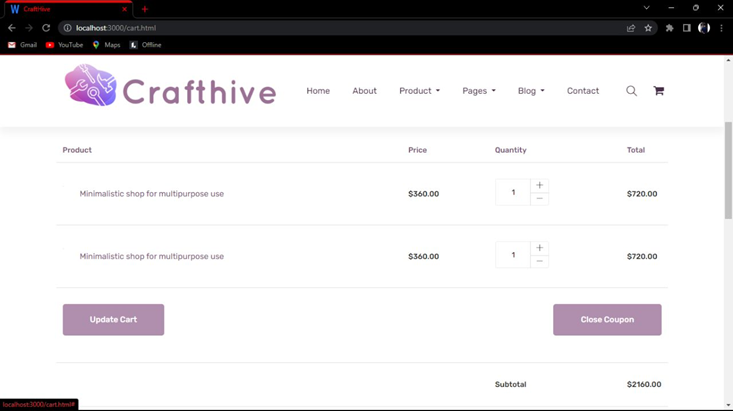 CraftHive
localhost:3000/cart.html
Gmail YouTube Maps Offline
Crafthive Home About Product Pages Blog Contact
Product Price Quantity Total
Minimalistic shop for multipurpose use $360.00 1 $720.00
Minimalistic shop for multipurpose use $360.00 1 $720.00
Update Cart Close Coupon
Subtotal $2160.00
localhost:3000/cart.html#